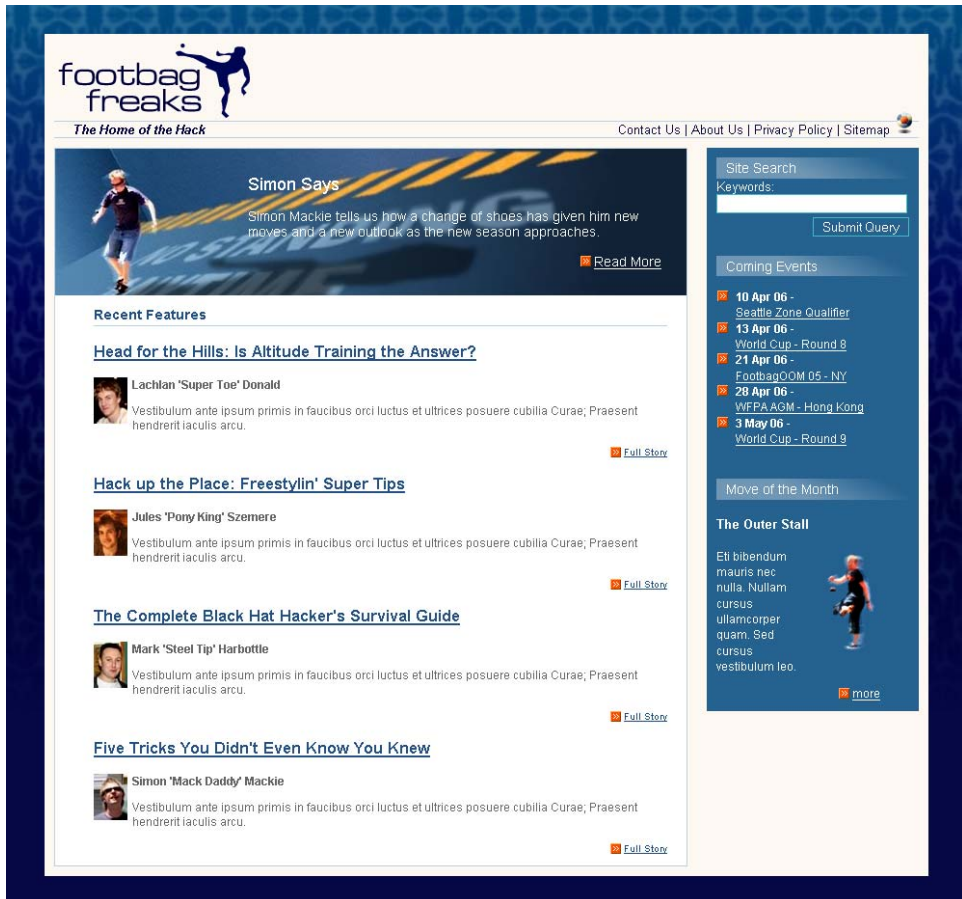 footbag
freaks
The Home of the Hack
Contact Us | About Us | Privacy Policy | Sitemap
Simon Says
Simon Mackie tells us how a change of shoes has given him new
moves and a new outlook as the new season approaches.
Read More
Recent Features
Head for the Hills: Is Altitude Training the Answer?
Lachlan 'Super Toe' Donald
Vestibulum ante ipsum primis in faucibus orci luctus et ultrices posuere cubilia Curae; Praesent
hendrerit iaculis arcu.
Full Story
Hack up the Place: Freestylin' Super Tips
Jules 'Pony King' Szemere
Vestibulum ante ipsum primis in faucibus orci luctus et ultrices posuere cubilia Curae; Praesent
hendrerit iaculis arcu.
Full Story
The Complete Black Hat Hacker's Survival Guide
Mark 'Steel Tip' Harbottle
Vestibulum ante ipsum primis in faucibus orci luctus et ultrices posuere cubilia Curae; Praesent
hendrerit iaculis arcu.
Full Story
Five Tricks You Didn't Even Know You Knew
Simon 'Mack Daddy' Mackie
Vestibulum ante ipsum primis in faucibus orci luctus et ultrices posuere cubilia Curae; Praesent
hendrerit iaculis arcu.
Full Story
Site Search
Keywords:
Submit Query
Coming Events
10 Apr 06 -
Seattle Zone Qualifier
13 Apr 06 -
World Cup - Round 8
21 Apr 06 -
FootbagOOM 05 - NY
28 Apr 06 -
WFPA AGM - Hong Kong
3 May 06 -
World Cup - Round 9
Move of the Month
The Outer Stall
Eti bibendum
mauris nec
nulla. Nullam
cursus
ullamcorper
quam. Sed
cursus
vestibulum leo.
more